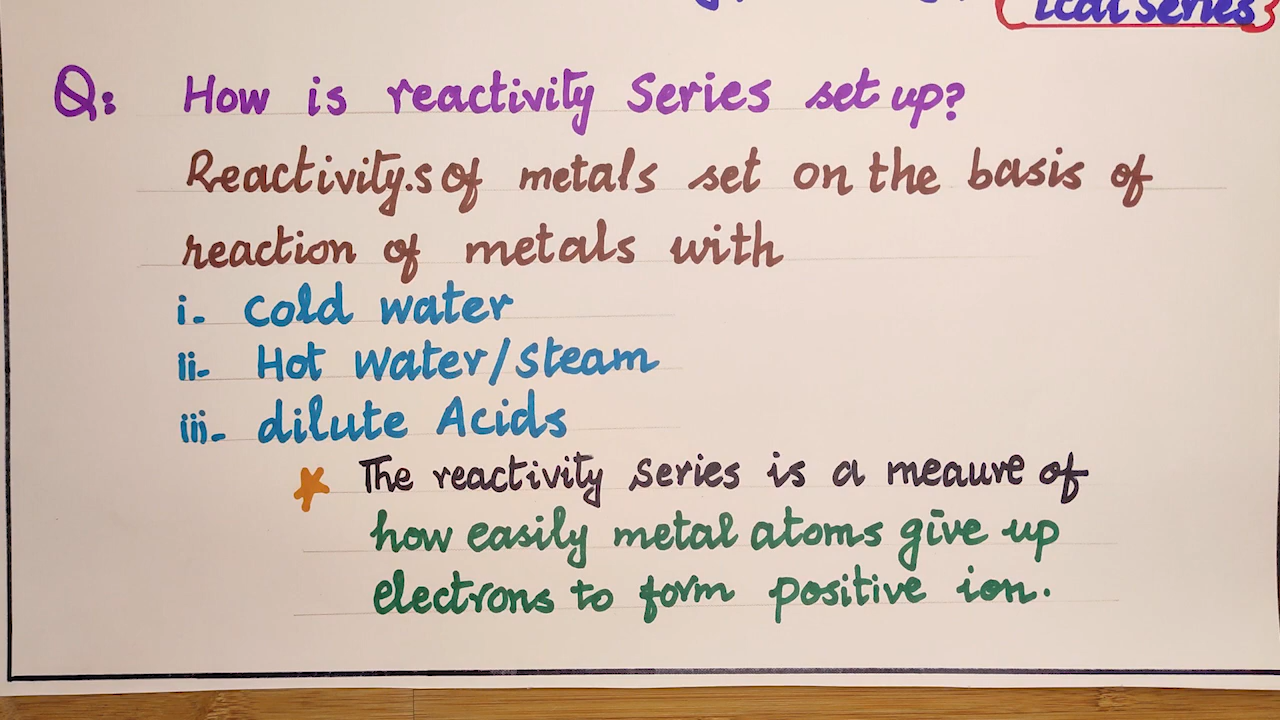 ical series
Q: How is reactivity Series set up?
Reactivity.s of metals set on the basis of
reaction of metals with
i. cold water
ii- Hot water/steam
iii- dilute Acids
The reactivity series is a meaure of
how easily metal atoms give up
electrons to form positive ion.